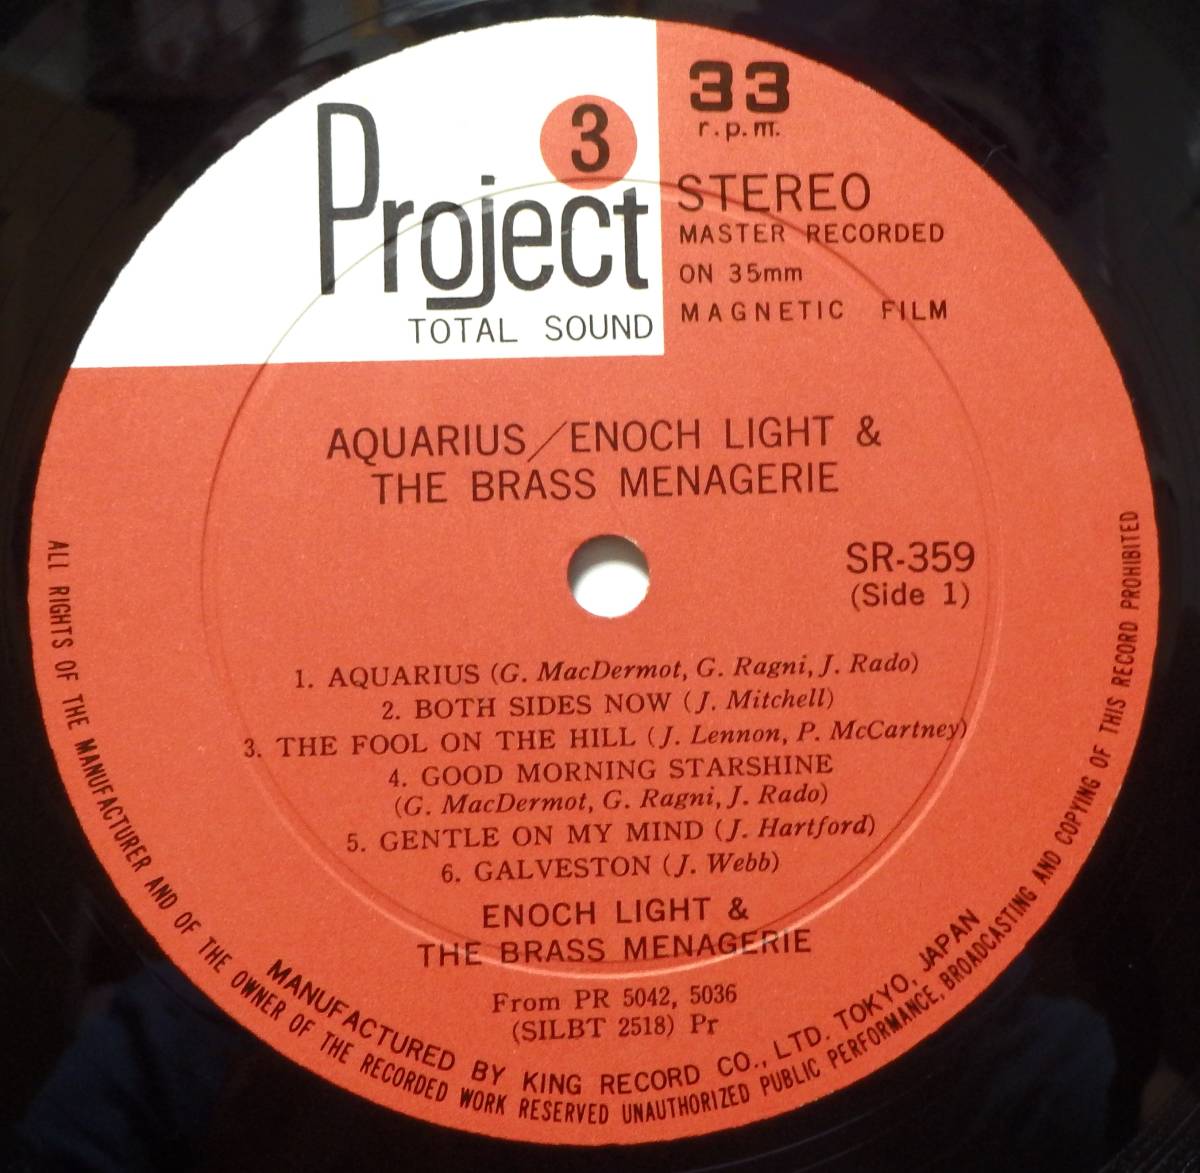 Project 3
TOTAL SOUND
33
r.p.m.
STEREO
MASTER RECORDED
ON 35mm
MAGNETIC FILM
AQUARIUS/ENOCH LIGHT &
THE BRASS MENAGERIE
SR-359
(Side 1)
1. AQUARIUS (G. MacDermot, G. Ragni, J. Rado)
2. BOTH SIDES NOW (J. Mitchell)
3. THE FOOL ON THE HILL (J. Lennon, P. McCartney)
4. GOOD MORNING STARSHINE
(G. MacDermot, G. Ragni, J. Rado)
5. GENTLE ON MY MIND (J. Hartford)
6. GALVESTON (J. Webb)
ENOCH LIGHT &
THE BRASS MENAGERIE
From PR 5042, 5036
(SILBT 2518) Pr
MANUFACTURED BY KING RECORD CO., LTD. TOKYO, JAPAN
ALL RIGHTS OF THE MANUFACTURER AND OF THE OWNER OF THE RECORDED WORK RESERVED UNAUTHORIZED PUBLIC PERFORMANCE, BROADCASTING AND COPYING OF THIS RECORD PROHIBITED